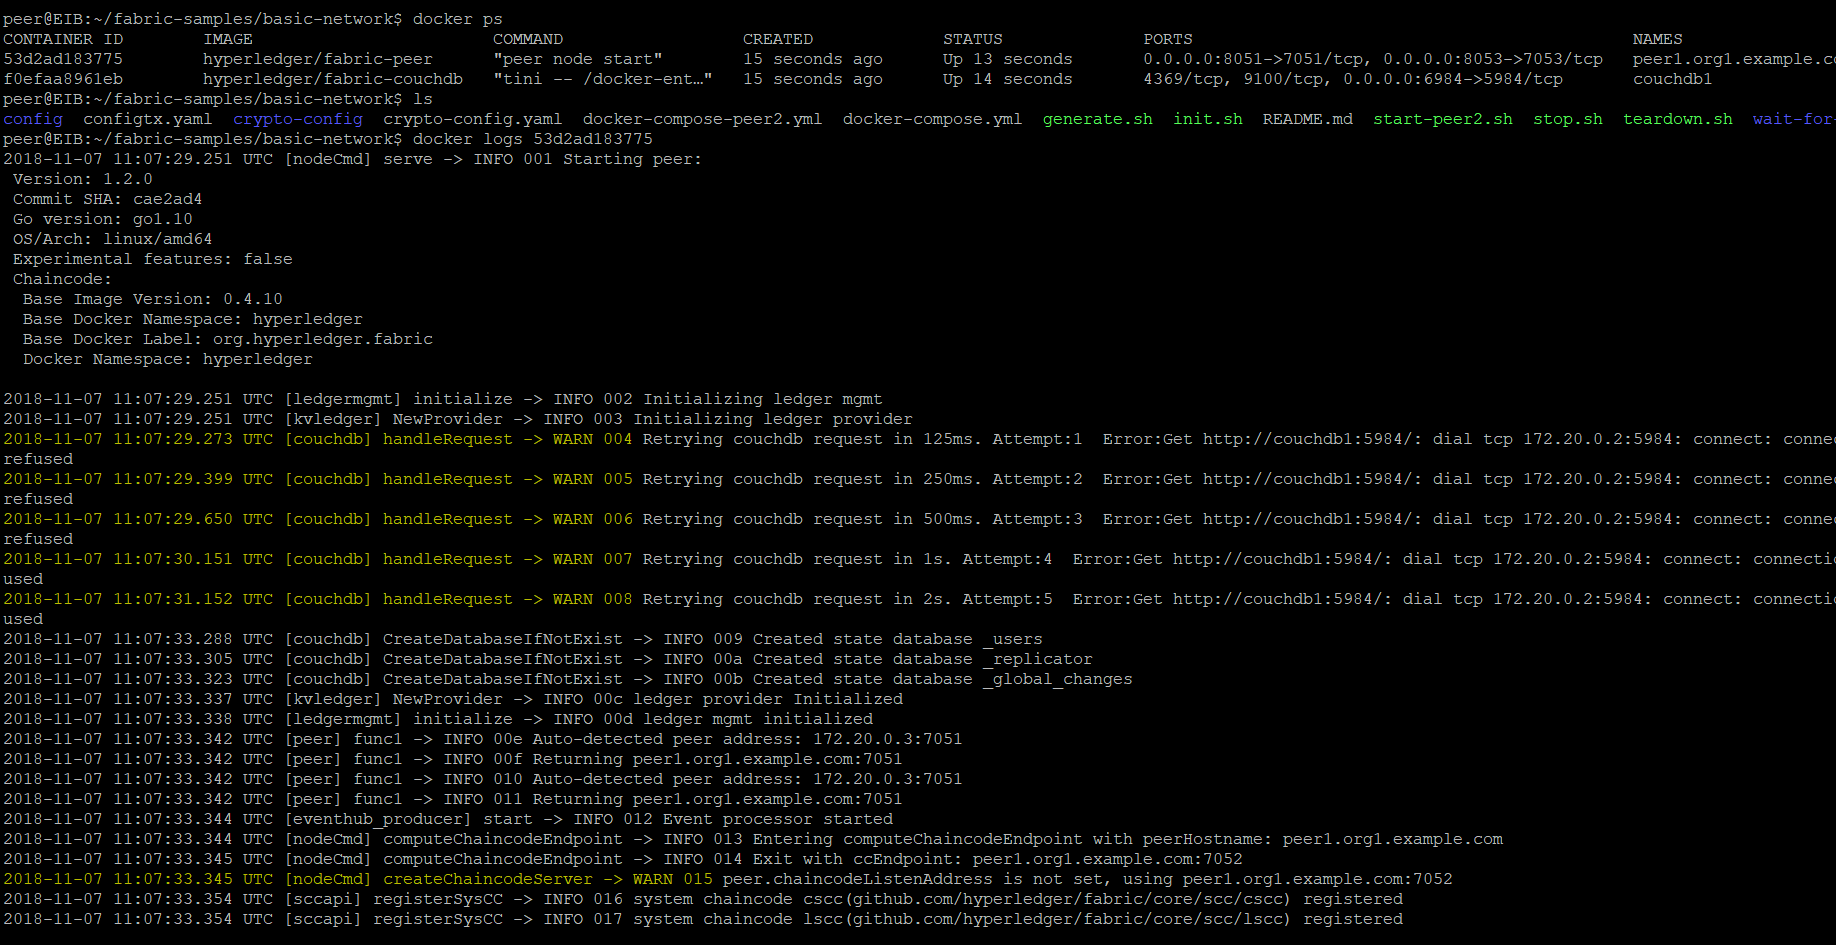 peer@EIB:~/fabric-samples/basic-network$ docker ps
CONTAINER ID        IMAGE                        COMMAND                  CREATED             STATUS              PORTS                                            NAMES
53d2ad183775        hyperledger/fabric-peer      "peer node start"        15 seconds ago      Up 13 seconds       0.0.0.0:8051->7051/tcp, 0.0.0.0:8053->7053/tcp   peer1.org1.example.co
f0efaa8961eb        hyperledger/fabric-couchdb   "tini -- /docker-ent…"   15 seconds ago      Up 14 seconds       4369/tcp, 9100/tcp, 0.0.0.0:6984->5984/tcp       couchdb1
peer@EIB:~/fabric-samples/basic-network$ ls
config  configtx.yaml  crypto-config  crypto-config.yaml  docker-compose-peer2.yml  docker-compose.yml  generate.sh  init.sh  README.md  start-peer2.sh  stop.sh  teardown.sh  wait-for-
peer@EIB:~/fabric-samples/basic-network$ docker logs 53d2ad183775
2018-11-07 11:07:29.251 UTC [nodeCmd] serve -> INFO 001 Starting peer:
 Version: 1.2.0
 Commit SHA: cae2ad4
 Go version: go1.10
 OS/Arch: linux/amd64
 Experimental features: false
 Chaincode:
  Base Image Version: 0.4.10
  Base Docker Namespace: hyperledger
  Base Docker Label: org.hyperledger.fabric
  Docker Namespace: hyperledger
2018-11-07 11:07:29.251 UTC [ledgermgmt] initialize -> INFO 002 Initializing ledger mgmt
2018-11-07 11:07:29.251 UTC [kvledger] NewProvider -> INFO 003 Initializing ledger provider
2018-11-07 11:07:29.273 UTC [couchdb] handleRequest -> WARN 004 Retrying couchdb request in 125ms. Attempt:1  Error:Get http://couchdb1:5984/: dial tcp 172.20.0.2:5984: connect: conne
refused
2018-11-07 11:07:29.399 UTC [couchdb] handleRequest -> WARN 005 Retrying couchdb request in 250ms. Attempt:2  Error:Get http://couchdb1:5984/: dial tcp 172.20.0.2:5984: connect: conne
refused
2018-11-07 11:07:29.650 UTC [couchdb] handleRequest -> WARN 006 Retrying couchdb request in 500ms. Attempt:3  Error:Get http://couchdb1:5984/: dial tcp 172.20.0.2:5984: connect: conne
refused
2018-11-07 11:07:30.151 UTC [couchdb] handleRequest -> WARN 007 Retrying couchdb request in 1s. Attempt:4  Error:Get http://couchdb1:5984/: dial tcp 172.20.0.2:5984: connect: connectio
used
2018-11-07 11:07:31.152 UTC [couchdb] handleRequest -> WARN 008 Retrying couchdb request in 2s. Attempt:5  Error:Get http://couchdb1:5984/: dial tcp 172.20.0.2:5984: connect: connectio
used
2018-11-07 11:07:33.288 UTC [couchdb] CreateDatabaseIfNotExist -> INFO 009 Created state database _users
2018-11-07 11:07:33.305 UTC [couchdb] CreateDatabaseIfNotExist -> INFO 00a Created state database _replicator
2018-11-07 11:07:33.323 UTC [couchdb] CreateDatabaseIfNotExist -> INFO 00b Created state database _global_changes
2018-11-07 11:07:33.337 UTC [kvledger] NewProvider -> INFO 00c ledger provider Initialized
2018-11-07 11:07:33.338 UTC [ledgermgmt] initialize -> INFO 00d ledger mgmt initialized
2018-11-07 11:07:33.342 UTC [peer] func1 -> INFO 00e Auto-detected peer address: 172.20.0.3:7051
2018-11-07 11:07:33.342 UTC [peer] func1 -> INFO 00f Returning peer1.org1.example.com:7051
2018-11-07 11:07:33.342 UTC [peer] func1 -> INFO 010 Auto-detected peer address: 172.20.0.3:7051
2018-11-07 11:07:33.342 UTC [peer] func1 -> INFO 011 Returning peer1.org1.example.com:7051
2018-11-07 11:07:33.344 UTC [eventhub_producer] start -> INFO 012 Event processor started
2018-11-07 11:07:33.344 UTC [nodeCmd] computeChaincodeEndpoint -> INFO 013 Entering computeChaincodeEndpoint with peerHostname: peer1.org1.example.com
2018-11-07 11:07:33.345 UTC [nodeCmd] computeChaincodeEndpoint -> INFO 014 Exit with ccEndpoint: peer1.org1.example.com:7052
2018-11-07 11:07:33.345 UTC [nodeCmd] createChaincodeServer -> WARN 015 peer.chaincodeListenAddress is not set, using peer1.org1.example.com:7052
2018-11-07 11:07:33.354 UTC [sccapi] registerSysCC -> INFO 016 system chaincode cscc(github.com/hyperledger/fabric/core/scc/cscc) registered
2018-11-07 11:07:33.354 UTC [sccapi] registerSysCC -> INFO 017 system chaincode lscc(github.com/hyperledger/fabric/core/scc/lscc) registered